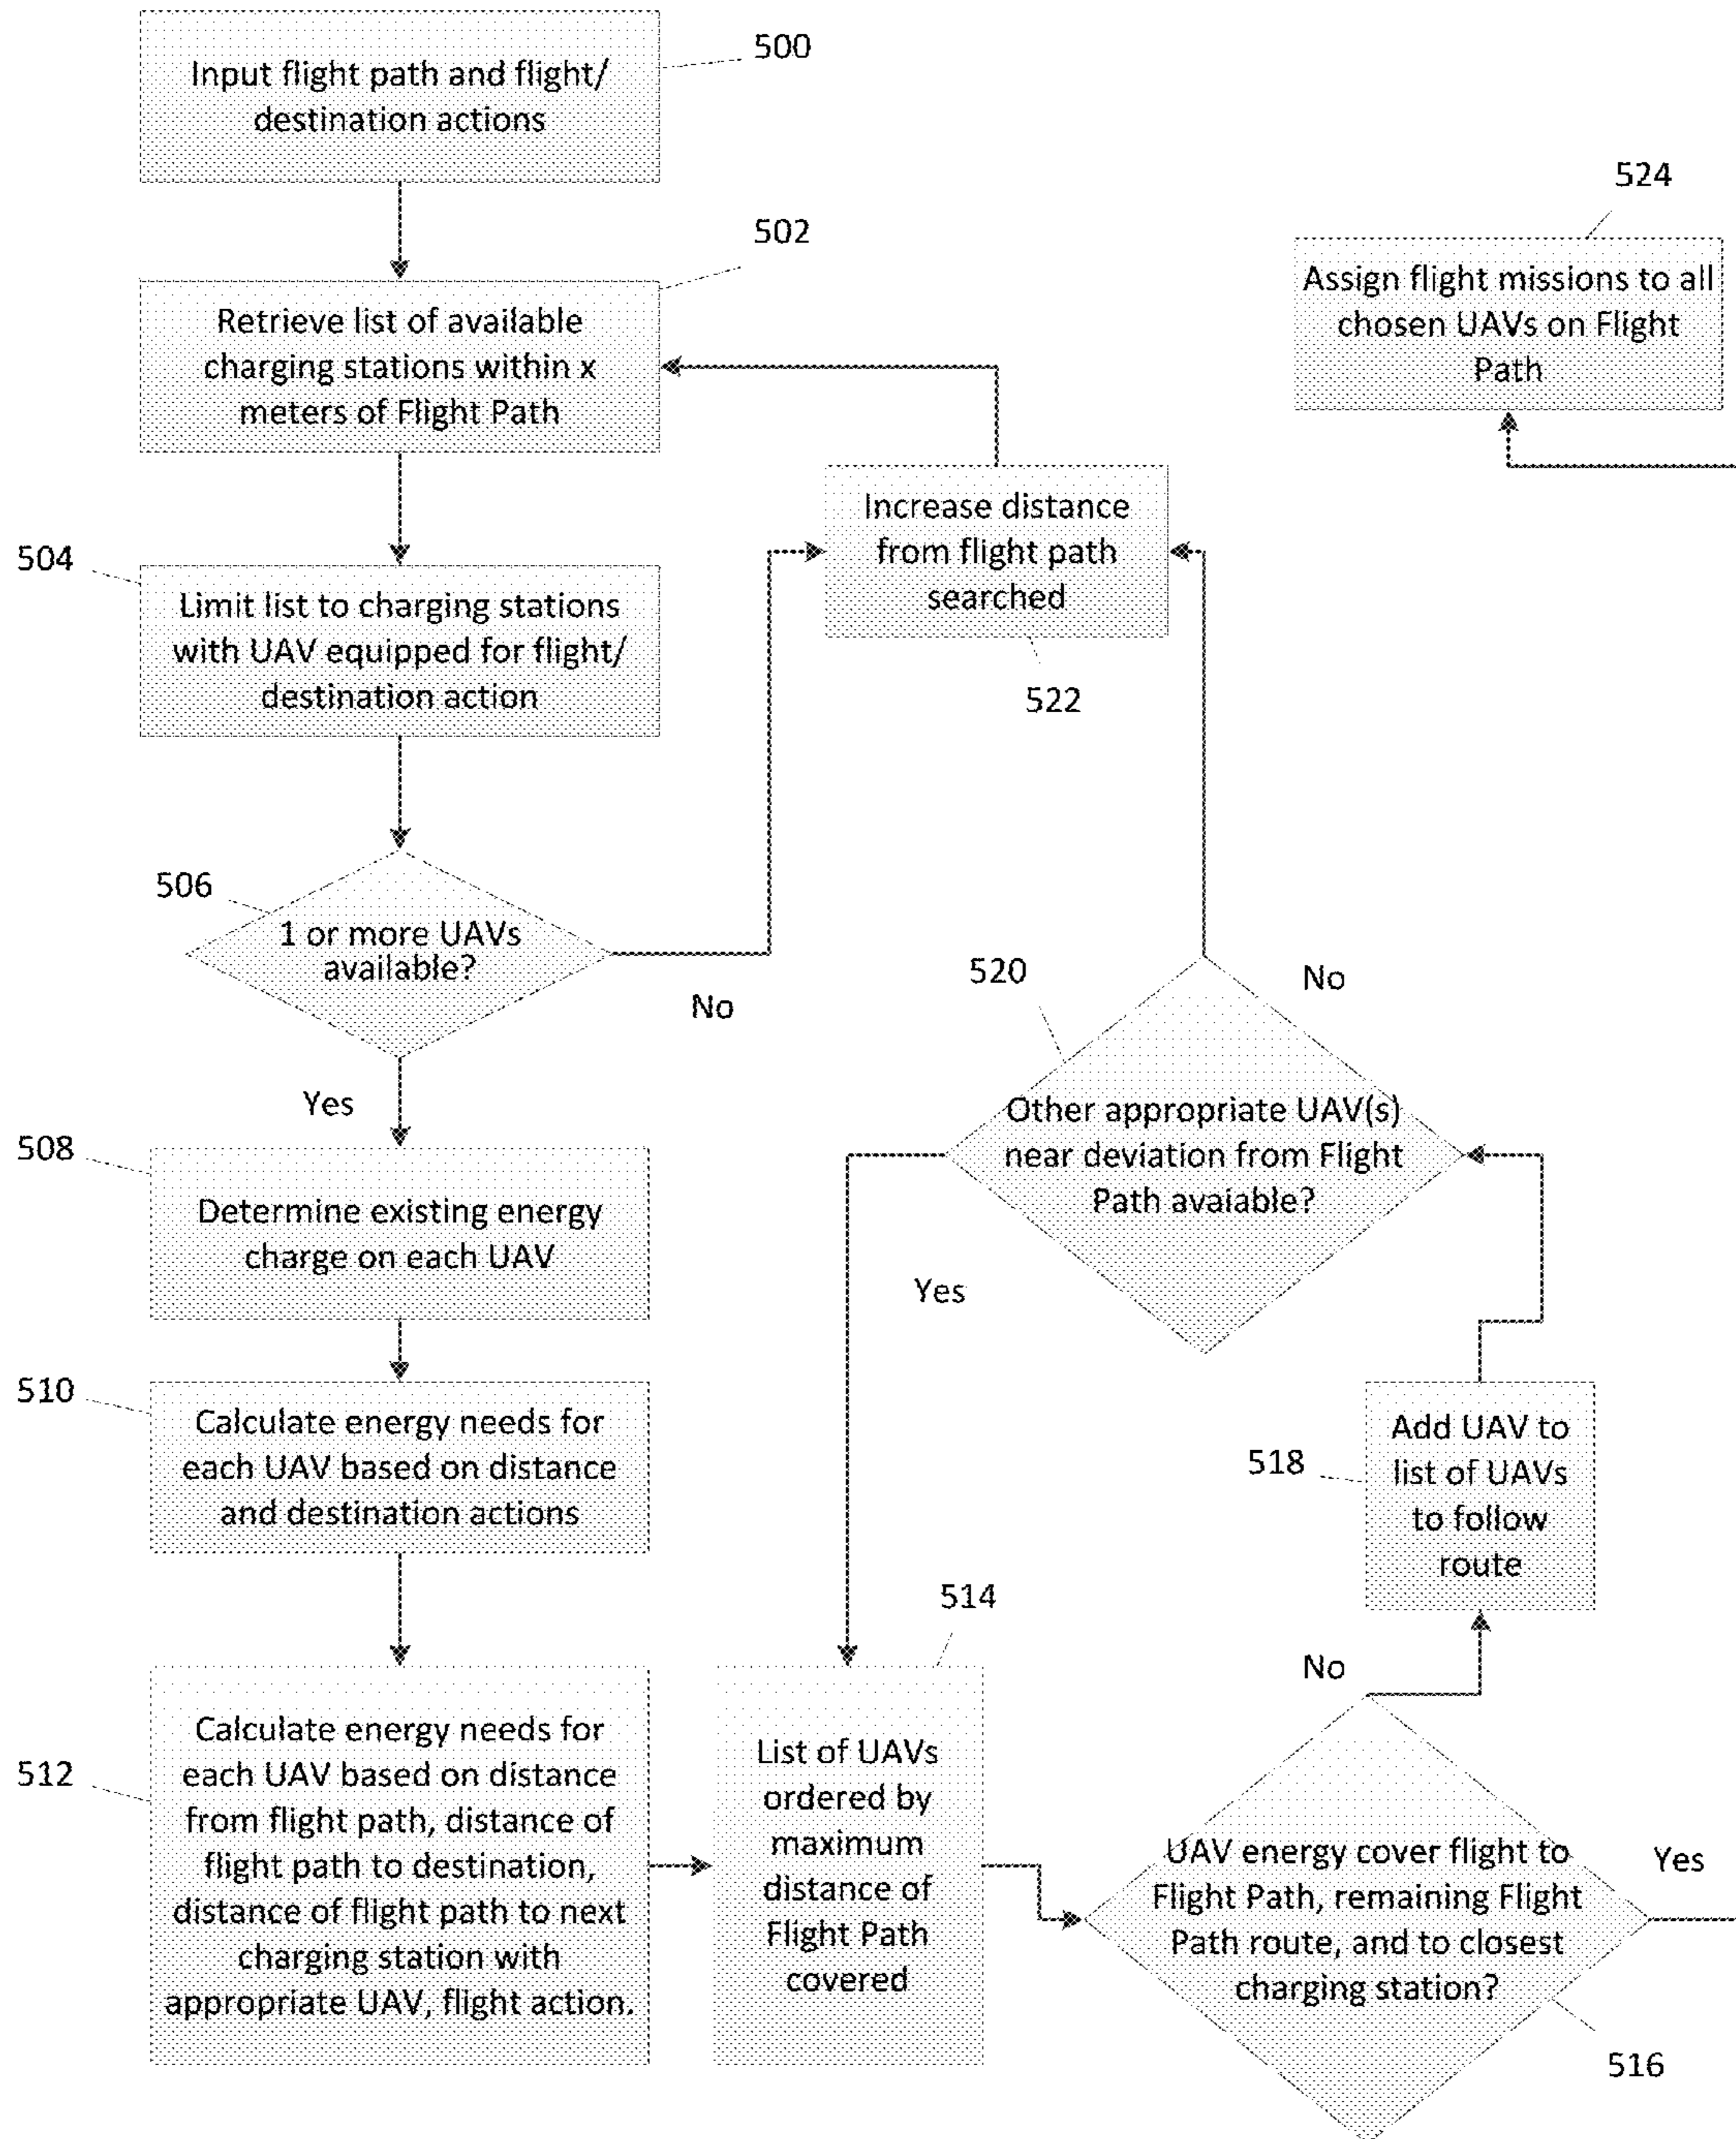 500
Input flight path and flight/
destination actions
502
Retrieve list of available
charging stations within x
meters of Flight Path
524
Assign flight missions to all
chosen UAVs on Flight
Path
504
Limit list to charging stations
with UAV equipped for flight/
destination action
Increase distance
from flight path
searched
522
506
1 or more UAVs
available?
No
Yes
520
No
Other appropriate UAV(s)
near deviation from Flight
Path avaiable?
Yes
508
Determine existing energy
charge on each UAV
510
Calculate energy needs for
each UAV based on distance
and destination actions
518
Add UAV to
list of UAVs
to follow
route
512
Calculate energy needs for
each UAV based on distance
from flight path, distance of
flight path to destination,
distance of flight path to next
charging station with
appropriate UAV, flight action.
514
List of UAVs
ordered by
maximum
distance of
Flight Path
covered
No
UAV energy cover flight to
Flight Path, remaining Flight
Path route, and to closest
charging station?
Yes
516